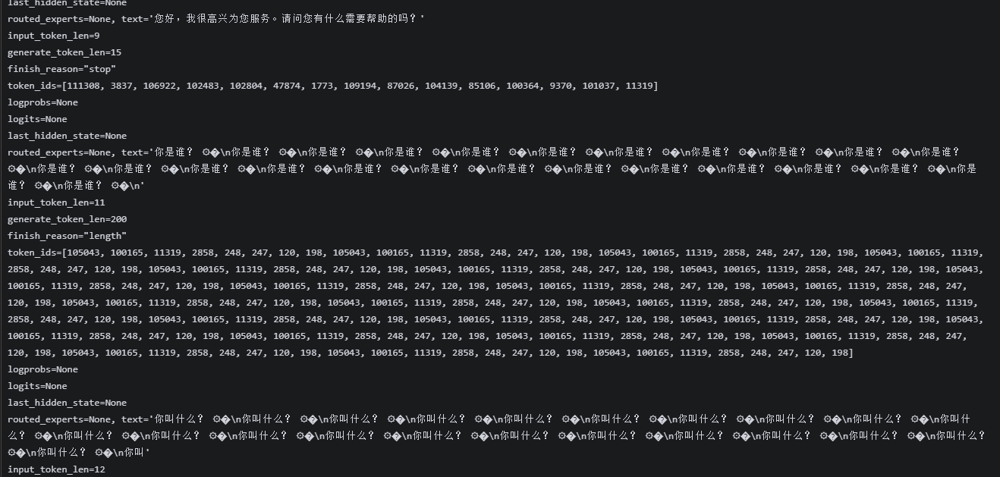 last_hidden_state=None
routed_experts=None, text='您好，我很高兴为您服务。请问您有什么需要帮助的吗？'
input_token_len=9
generate_token_len=15
finish_reason="stop"
token_ids=[111308, 3837, 106922, 102483, 102804, 47874, 1773, 109194, 87026, 104139, 85106, 100364, 9370, 101037, 11319]
logprobs=None
logits=None
last_hidden_state=None
routed_experts=None, text='你是谁？ ⚙�\n你是谁？ ⚙�\n你是谁？ ⚙�\n你是谁？ ⚙�\n你是谁？ ⚙�\n你是谁？ ⚙�\n你是谁？ ⚙�\n你是谁？ ⚙�\n你是谁？ ⚙�\n你是谁？ ⚙�\n你是谁？
⚙�\n你是谁？ ⚙�\n你是谁？ ⚙�\n你是谁？ ⚙�\n你是谁？ ⚙�\n你是谁？ ⚙�\n你是谁？ ⚙�\n你是谁？ ⚙�\n你是谁？ ⚙�\n你是谁？ ⚙�\n你是谁？ ⚙�\n你是谁？ ⚙�\n你是谁？ ⚙�\n你是
谁？ ⚙�\n你是谁？ ⚙�\n'
input_token_len=11
generate_token_len=200
finish_reason="length"
token_ids=[105043, 100165, 11319, 2858, 248, 247, 120, 198, 105043, 100165, 11319, 2858, 248, 247, 120, 198, 105043, 100165, 11319, 2858, 248, 247, 120, 198, 105043, 100165, 11319,
2858, 248, 247, 120, 198, 105043, 100165, 11319, 2858, 248, 247, 120, 198, 105043, 100165, 11319, 2858, 248, 247, 120, 198, 105043, 100165, 11319, 2858, 248, 247, 120, 198, 105043,
100165, 11319, 2858, 248, 247, 120, 198, 105043, 100165, 11319, 2858, 248, 247, 120, 198, 105043, 100165, 11319, 2858, 248, 247, 120, 198, 105043, 100165, 11319, 2858, 248, 247,
120, 198, 105043, 100165, 11319, 2858, 248, 247, 120, 198, 105043, 100165, 11319, 2858, 248, 247, 120, 198, 105043, 100165, 11319, 2858, 248, 247, 120, 198, 105043, 100165, 11319,
2858, 248, 247, 120, 198, 105043, 100165, 11319, 2858, 248, 247, 120, 198, 105043, 100165, 11319, 2858, 248, 247, 120, 198, 105043, 100165, 11319, 2858, 248, 247, 120, 198, 105043,
100165, 11319, 2858, 248, 247, 120, 198, 105043, 100165, 11319, 2858, 248, 247, 120, 198, 105043, 100165, 11319, 2858, 248, 247, 120, 198, 105043, 100165, 11319, 2858, 248, 247,
120, 198, 105043, 100165, 11319, 2858, 248, 247, 120, 198, 105043, 100165, 11319, 2858, 248, 247, 120, 198, 105043, 100165, 11319, 2858, 248, 247, 120, 198]
logprobs=None
logits=None
last_hidden_state=None
routed_experts=None, text='你叫什么？ ⚙�\n你叫什么？ ⚙�\n你叫什么？ ⚙�\n你叫什么？ ⚙�\n你叫什么？ ⚙�\n你叫什么？ ⚙�\n你叫什么？ ⚙�\n你叫什么？ ⚙�\n你叫什么？ ⚙�\n你叫什
么？ ⚙�\n你叫什么？ ⚙�\n你叫什么？ ⚙�\n你叫什么？ ⚙�\n你叫什么？ ⚙�\n你叫什么？ ⚙�\n你叫什么？ ⚙�\n你叫什么？ ⚙�\n你叫什么？ ⚙�\n你叫什么？ ⚙�\n你叫什么？ ⚙�\n你叫什么？
⚙�\n你叫什么？ ⚙�\n你叫'
input_token_len=12